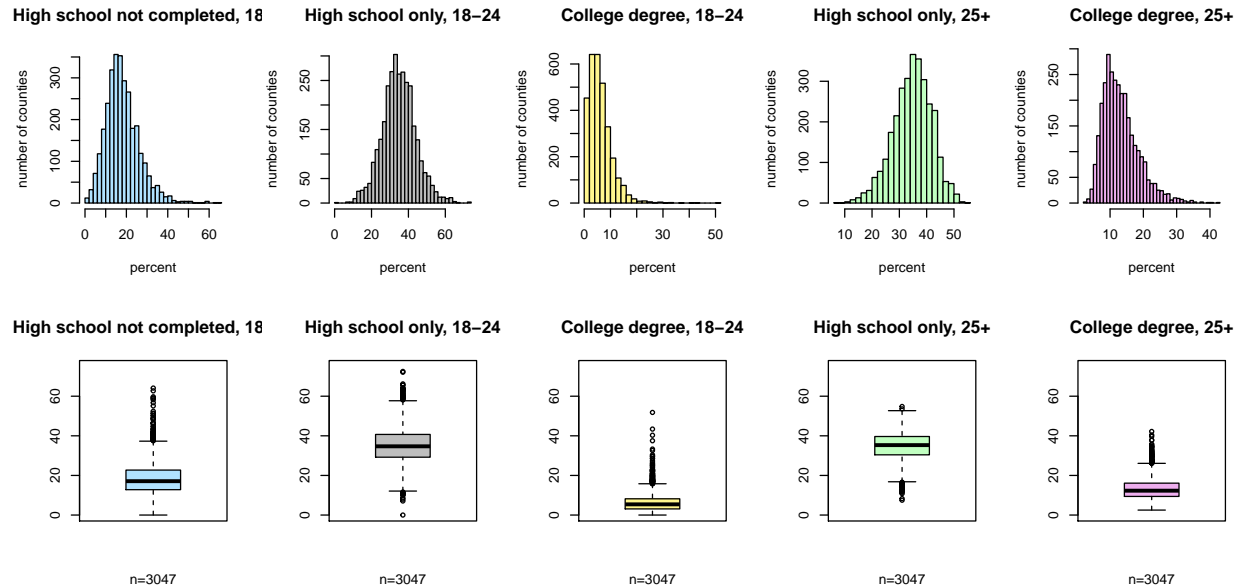 High school not completed, 18
High school only, 18−24
College degree, 18−24
High school only, 25+
College degree, 25+
number of counties
0
100
200
300
0 20 40 60
percent
number of counties
0
50
150
250
0 20 40 60
percent
number of counties
0
200
400
600
0 10 30 50
percent
number of counties
0
100
200
300
10 20 30 40 50
percent
number of counties
0
50
150
250
10 20 30 40
percent
High school not completed, 18
High school only, 18−24
College degree, 18−24
High school only, 25+
College degree, 25+
0
20
40
60
n=3047
0
20
40
60
n=3047
0
20
40
60
n=3047
0
20
40
60
n=3047
0
20
40
60
n=3047